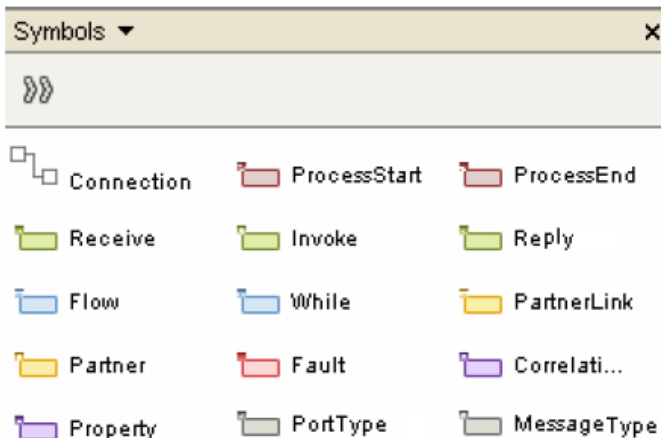 Symbols
Connection ProcessStart ProcessEnd
Receive Invoke Reply
Flow While PartnerLink
Partner Fault Correlati...
Property PortType MessageType